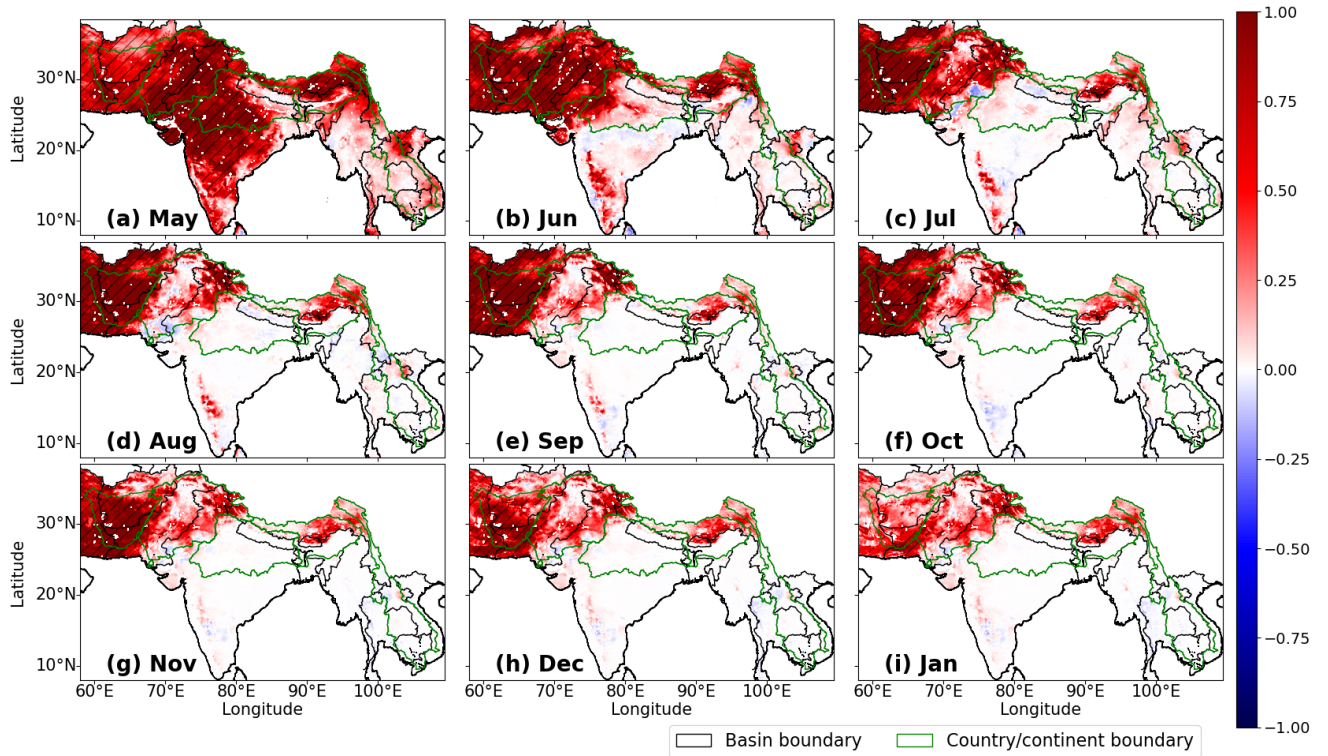 1.00
0.75
0.50
0.25
0.00
−0.25
−0.50
−0.75
−1.00
Latitude
30°N
20°N
10°N
(a) May
(b) Jun
(c) Jul
Latitude
30°N
20°N
10°N
(d) Aug
(e) Sep
(f) Oct
Latitude
30°N
20°N
10°N
(g) Nov
(h) Dec
(i) Jan
60°E 70°E 80°E 90°E 100°E
0°E 70°E 80°E 90°E 100°E
0°E 70°E 80°E 90°E 100°E
Longitude
Longitude
Longitude
Basin boundary
Country/continent boundary